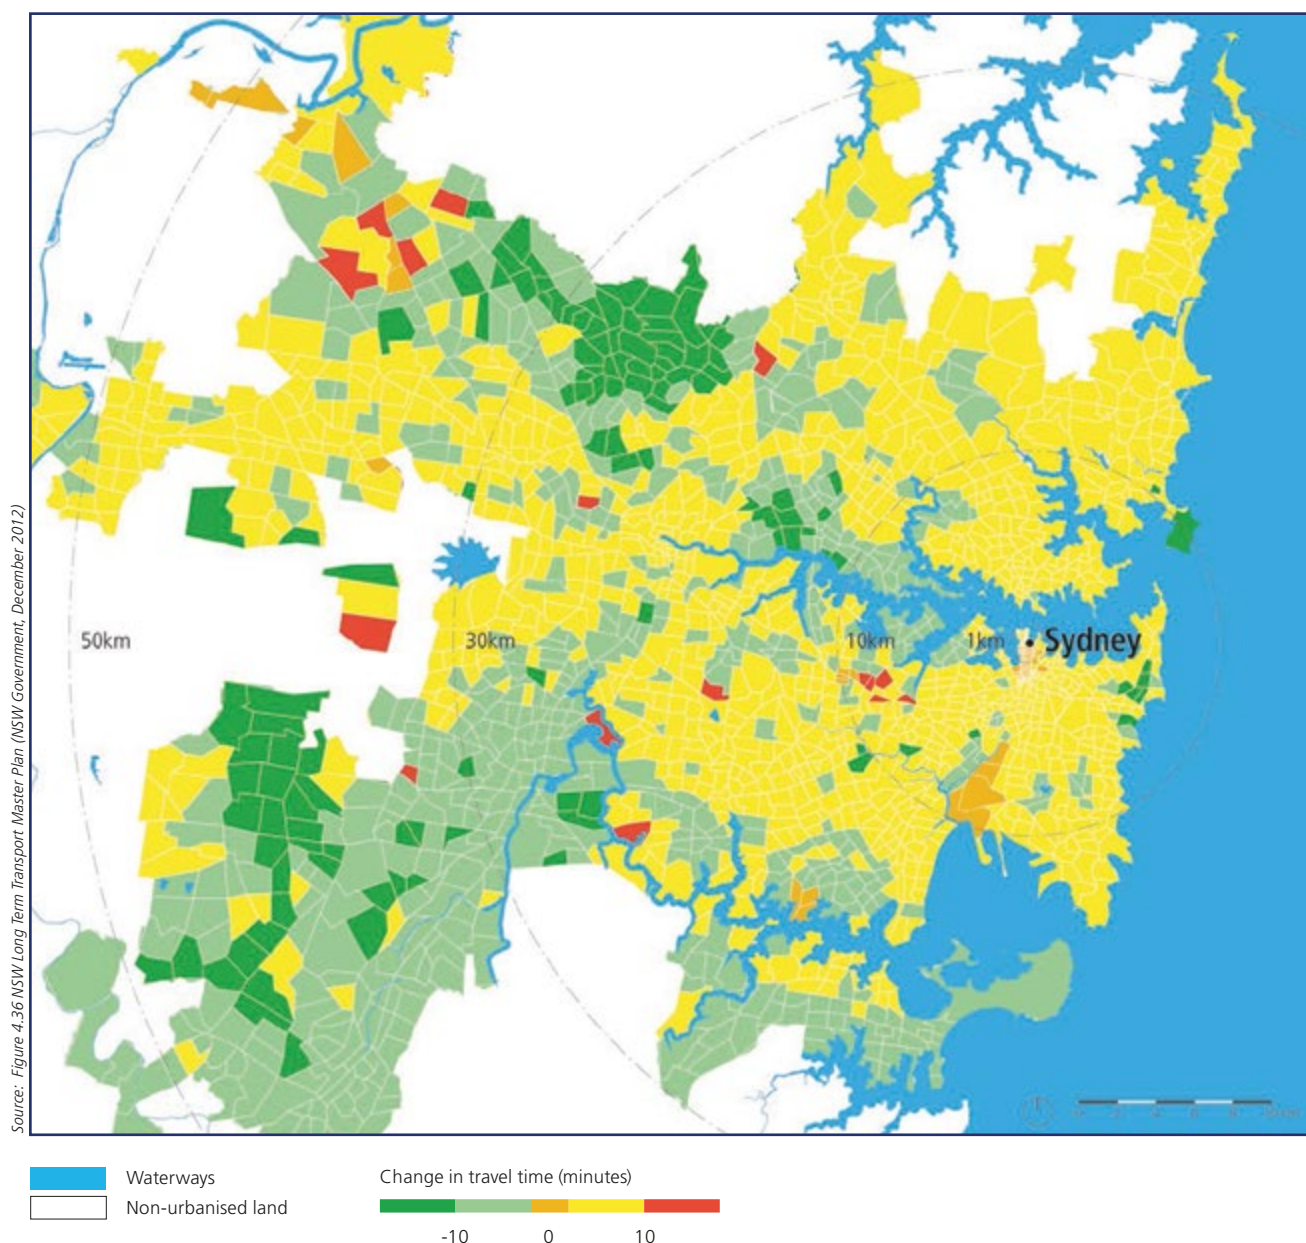 50km
30km
10km
1km
Sydney
Source: Figure 4.36 NSW Long Term Transport Master Plan (NSW Government, December 2012)
Waterways
Non-urbanised land
Change in travel time (minutes)
-10
0
10